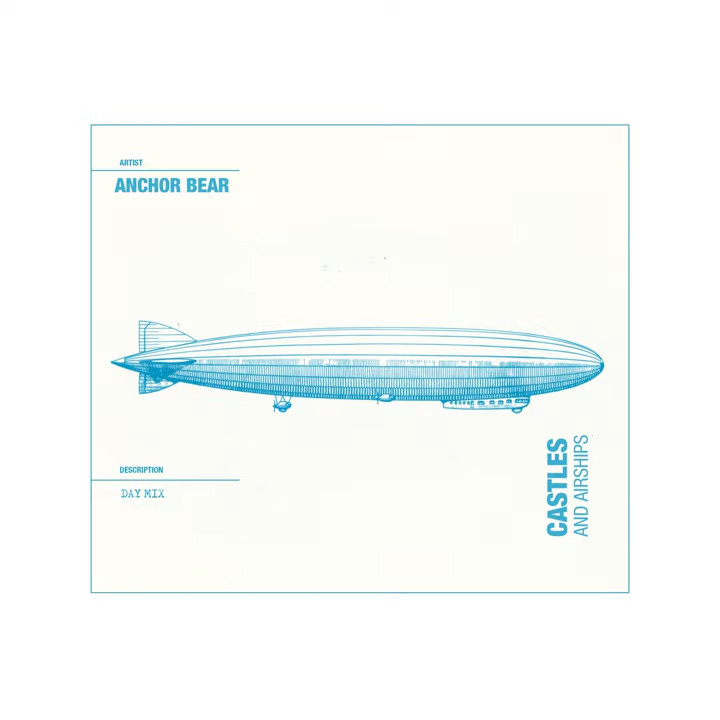 ARTIST
ANCHOR BEAR
DESCRIPTION
DAY MIX
CASTLES
AND AIRSHIPS